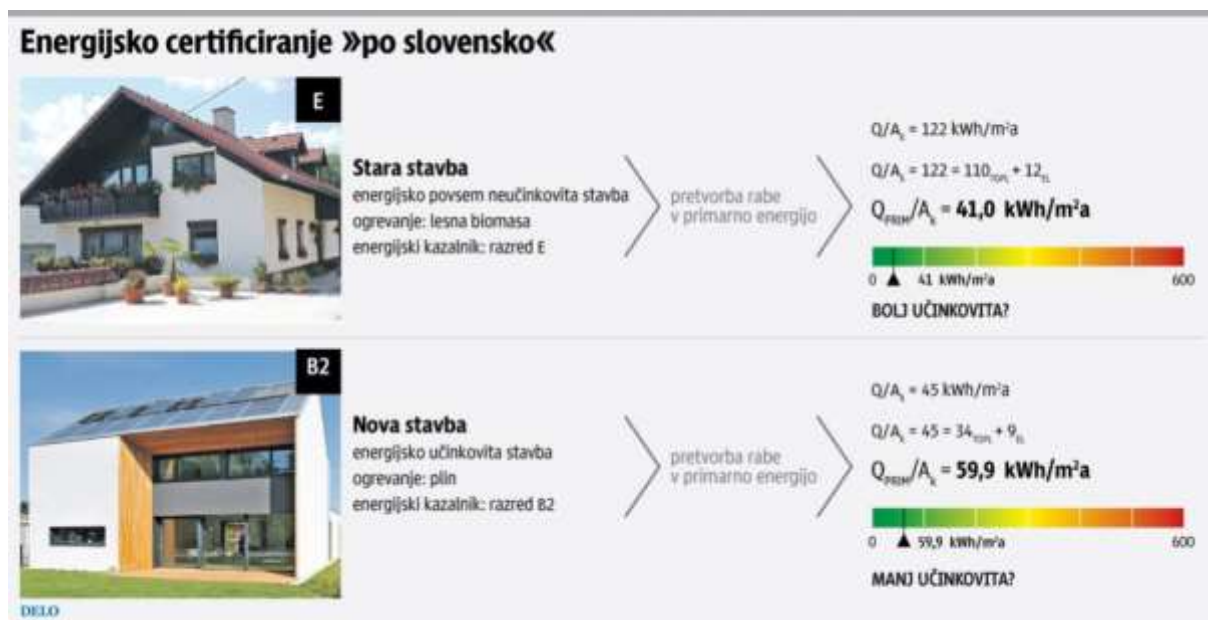 Energijsko certificiranje »po slovensko«
E
Stara stavba
energijsko povsem neučinkovita stavba
ogrevanje: lesna biomasa
energijski kazalnik: razred E
pretvorba rabe
v primarno energijo
Q/Aₖ = 122 kWh/m²a
Q/Aₖ = 122 = 110TOPL + 12EL
QPRIM/Aₖ = 41,0 kWh/m²a
0 41 kWh/m²a 600
BOLJ UČINKOVITA?
B2
Nova stavba
energijsko učinkovita stavba
ogrevanje: plin
energijski kazalnik: razred B2
pretvorba rabe
v primarno energijo
Q/Aₖ = 45 kWh/m²a
Q/Aₖ = 45 = 34TOPL + 9EL
QPRIM/Aₖ = 59,9 kWh/m²a
0 59,9 kWh/m²a 600
MANJ UČINKOVITA?
DELO